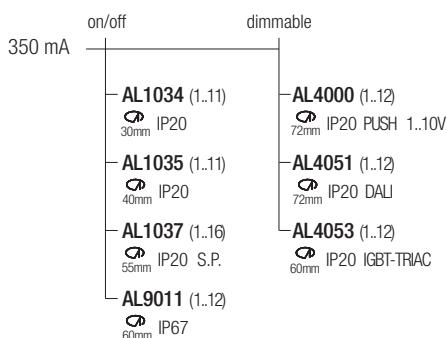 on/off
dimmable
350 mA
AL1034 (1..11)
30mm IP20
AL1035 (1..11)
40mm IP20
AL1037 (1..16)
55mm IP20 S.P.
AL9011 (1..12)
60mm IP67
AL4000 (1..12)
72mm IP20 PUSH 1..10V
AL4051 (1..12)
72mm IP20 DALI
AL4053 (1..12)
60mm IP20 IGBT-TRIAC